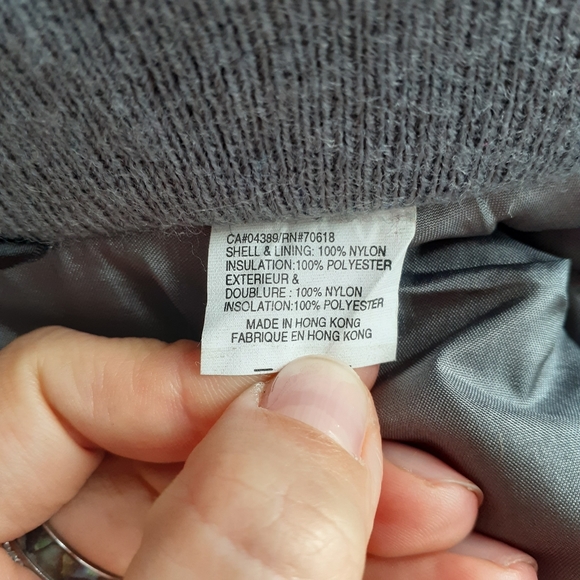 CA#04389/RN#70618
SHELL & LINING: 100% NYLON
INSULATION:100% POLYESTER
EXTERIEUR &
DOUBLURE : 100% NYLON
INSOLATION:100% POLYESTER
MADE IN HONG KONG
FABRIQUE EN HONG KONG